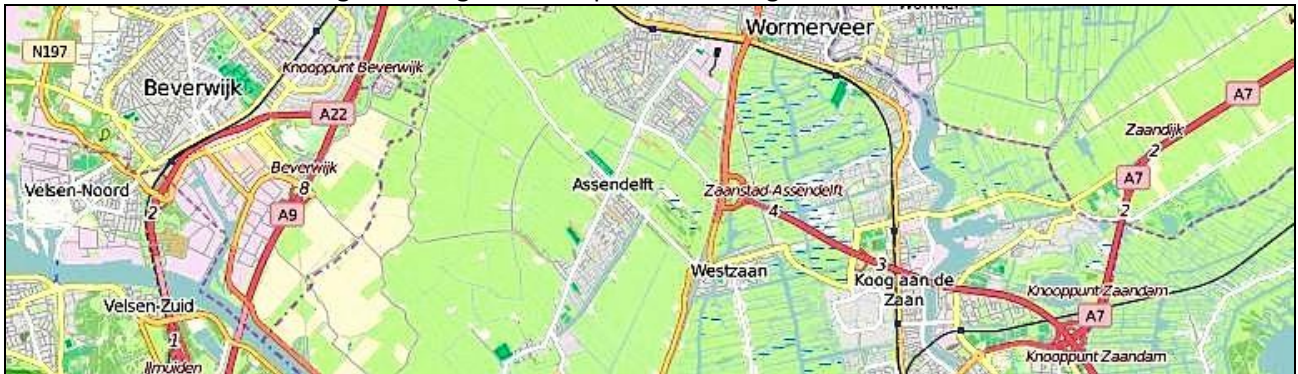 Wormerveer
N197
Knooppunt Beverwijk
Beverwijk
A7
A22
Zaandijk
2
Beverwijk
8
A7
Velsen-Noord
Assendelft
Zaanstad-Assendelft
4
2
A9
2
3
Westzaan
Koog aan de
Zaan
Knooppunt Zaandam
Velsen-Zuid
A7
1
Knooppunt Zaandam
IJmuiden